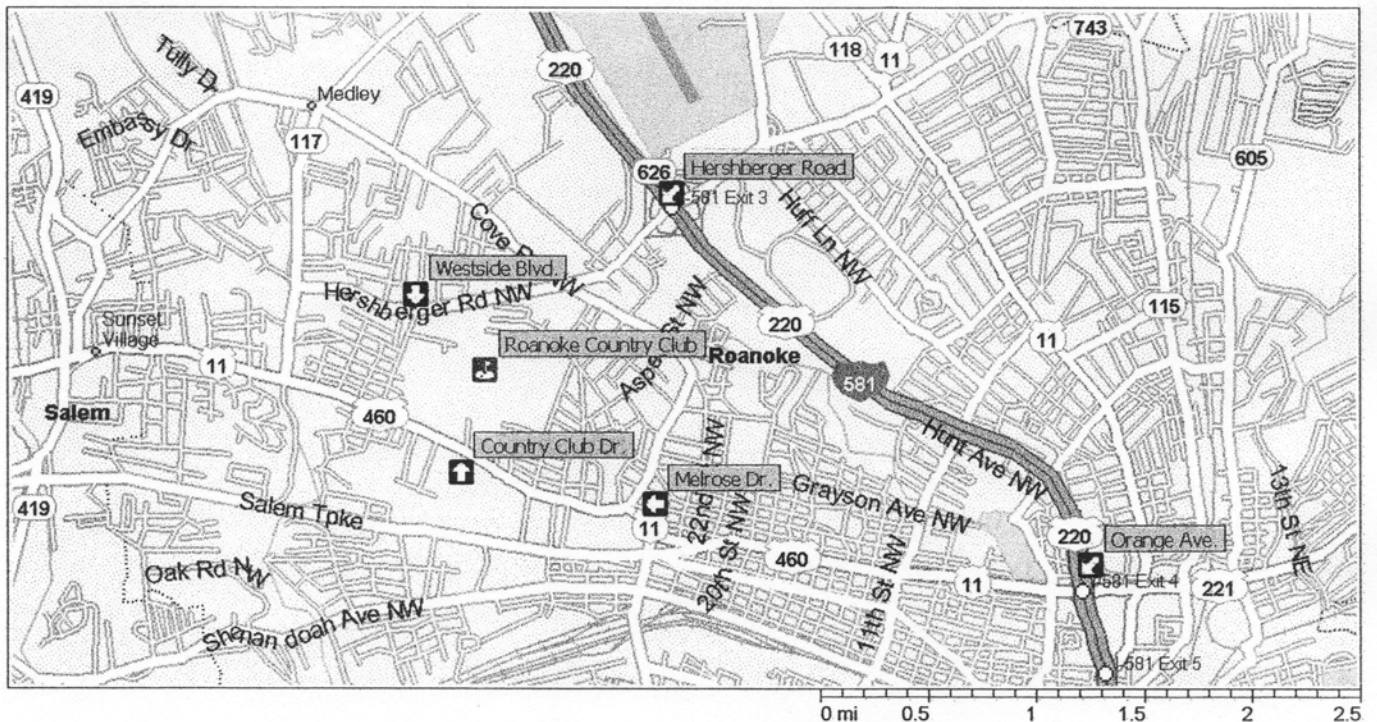 743
118
11
220
419
Tully Dr
Medley
Embassy Dr
117
605
626
Hershberger Road
I-581 Exit 3
Huff Ln NW
Cove Rd NW
Westside Blvd.
Hershberger Rd NW
Aspen St NW
115
Sunset
Village
220
11
Roanoke Country Club
Roanoke
11
581
Salem
460
Hunt Ave NW
Country Club Dr.
Melrose Dr.
Grayson Ave NW
13th St NE
419
Salem Tpke
22nd St NW
20th St NW
11
220
Orange Ave.
460
11th St NW
Oak Rd NW
11
I-581 Exit 4
221
Shenandoah Ave NW
I-581 Exit 5
0 mi
0.5
1
1.5
2
2.5